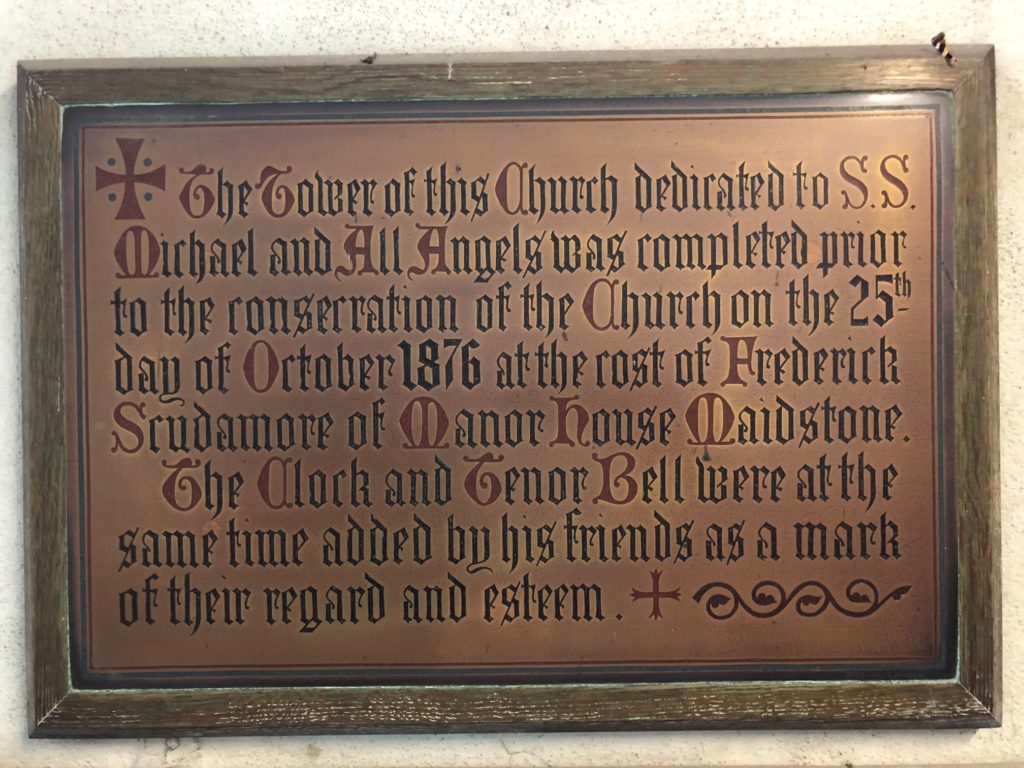 The Tower of this Church dedicated to S.S.
Michael and All Angels was completed prior
to the consecration of the Church on the 25th
day of October 1876 at the cost of Frederick
Scudamore of Manor House Maidstone.
The Clock and Tenor Bell were at the
same time added by his friends as a mark
of their regard and esteem.